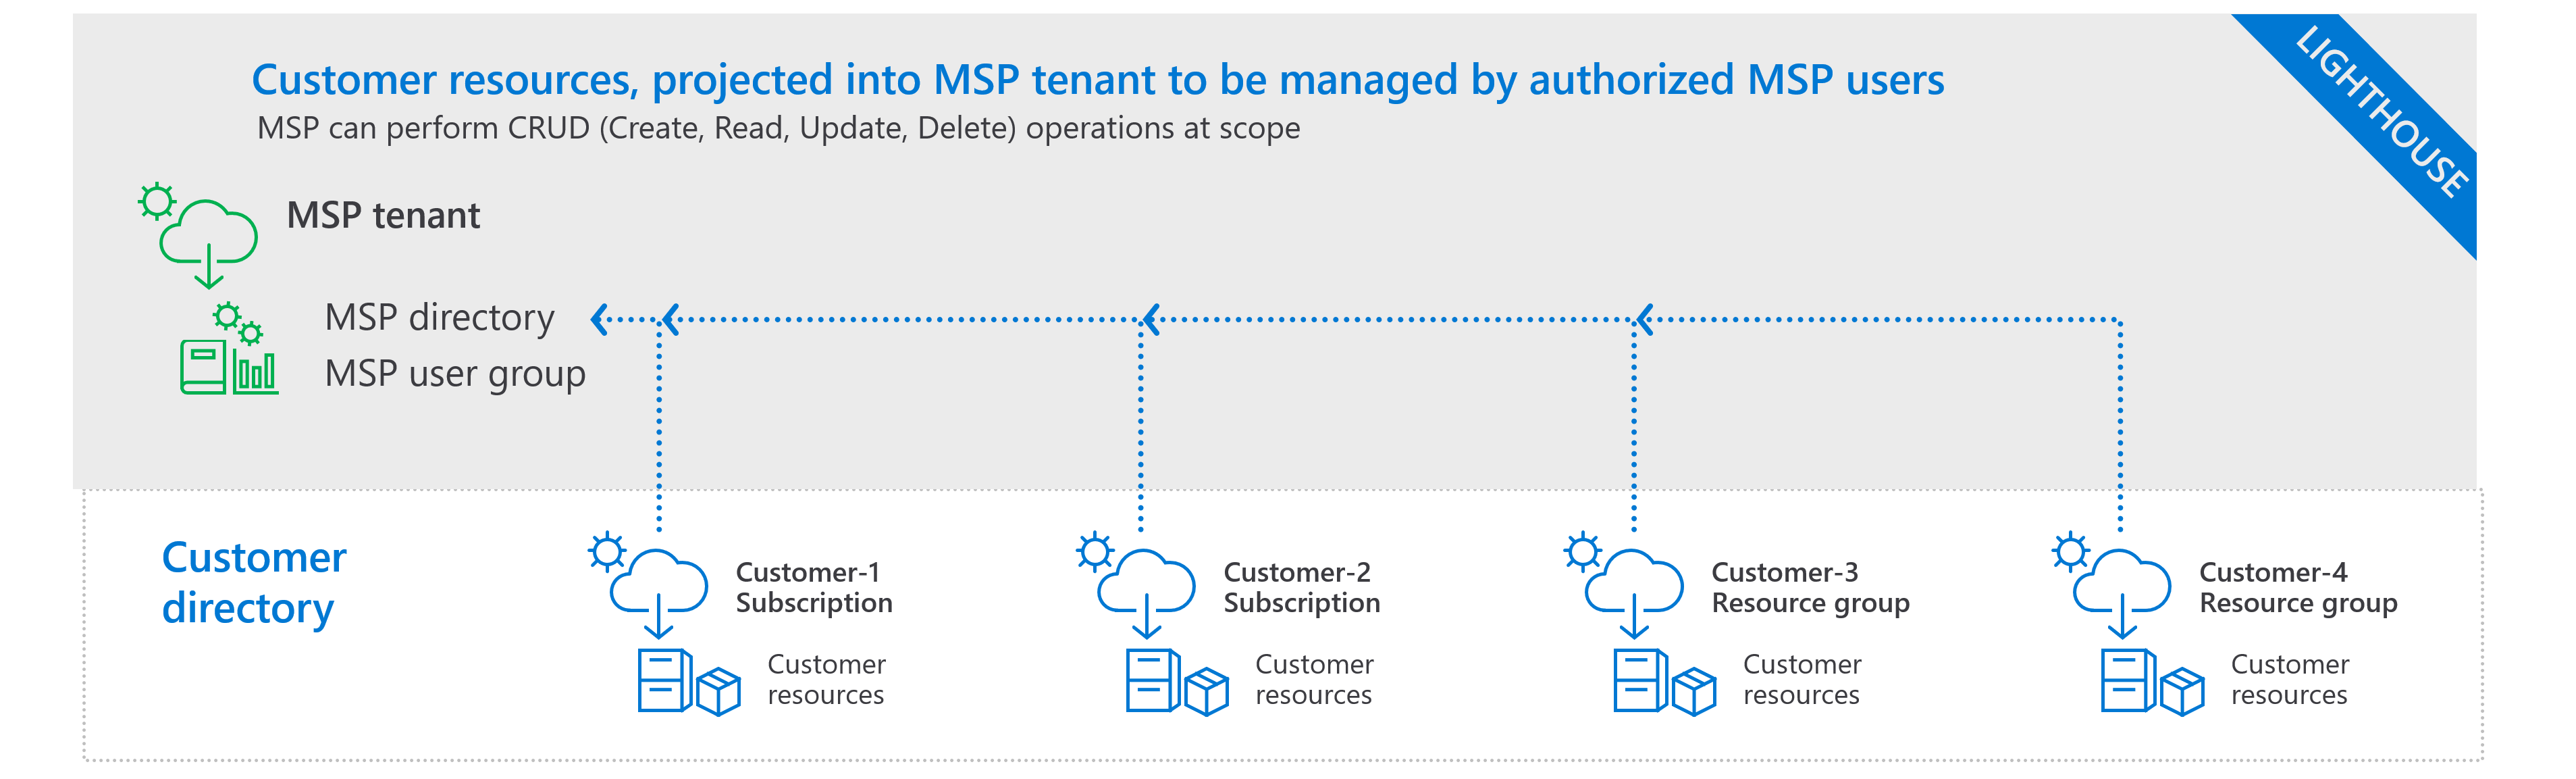 Customer resources, projected into MSP tenant to be managed by authorized MSP users
MSP can perform CRUD (Create, Read, Update, Delete) operations at scope
LIGHTHOUSE
MSP tenant
MSP directory
MSP user group
Customer
directory
Customer-1
Subscription
Customer
resources
Customer-2
Subscription
Customer
resources
Customer-3
Resource group
Customer
resources
Customer-4
Resource group
Customer
resources